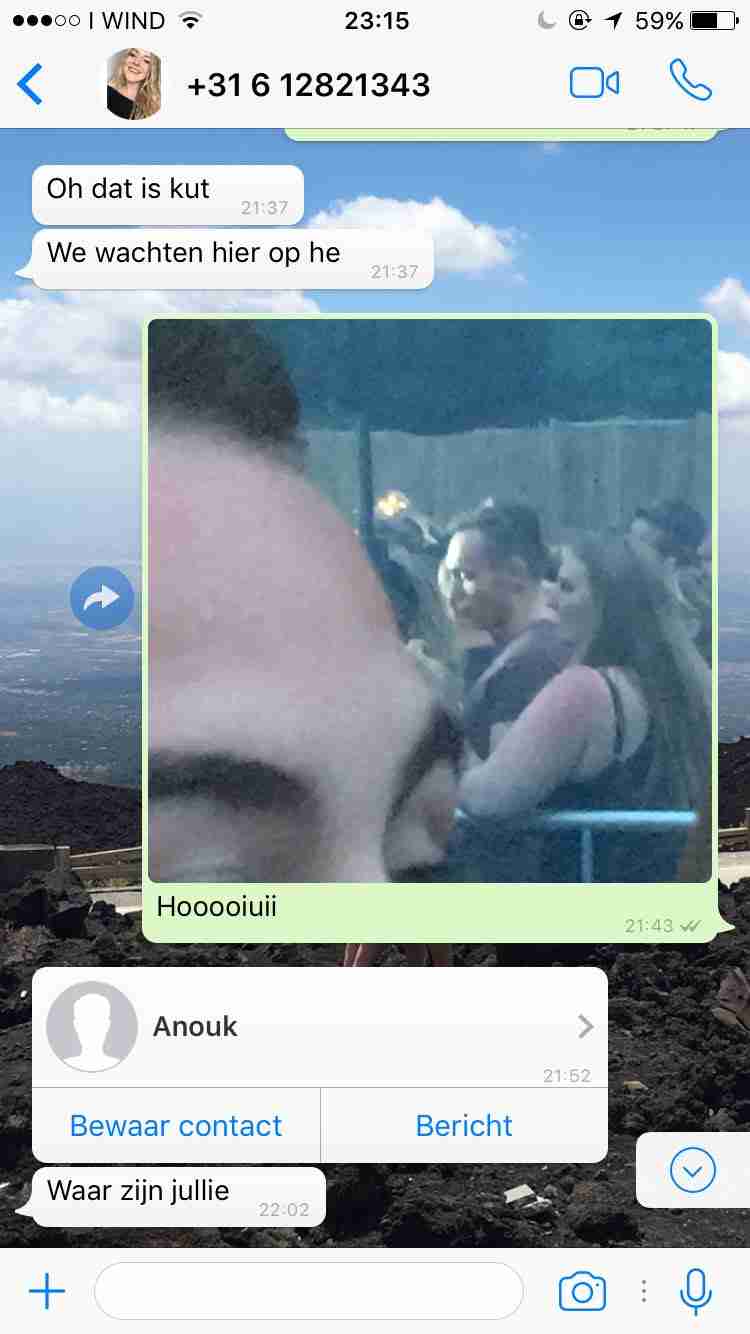 I WIND
23:15
59%
+31 6 12821343
Oh dat is kut
21:37
We wachten hier op he
21:37
Hooooiuii
21:43
Anouk
21:52
Bewaar contact
Bericht
Waar zijn jullie
22:02